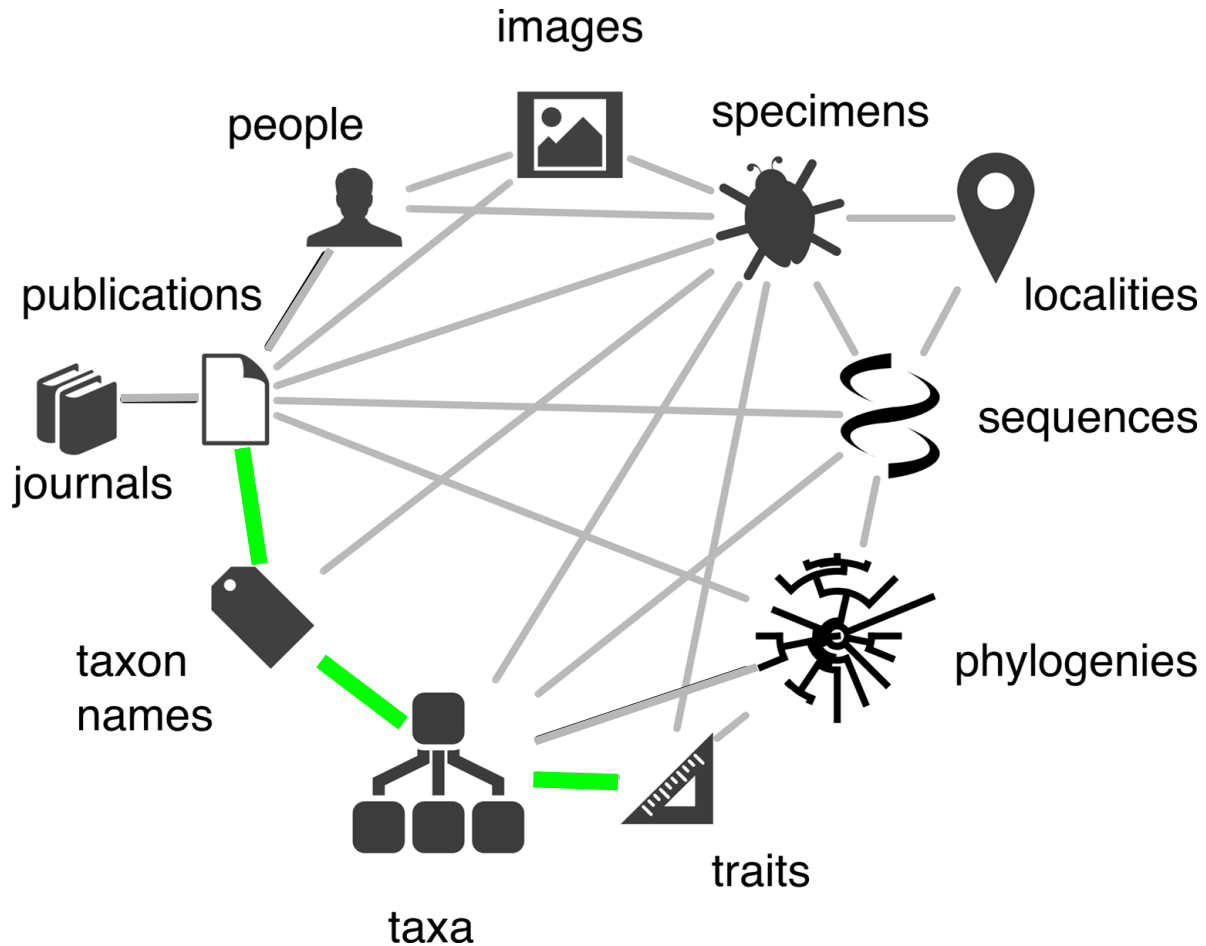 images
people
specimens
publications
localities
journals
sequences
taxon
names
phylogenies
traits
taxa